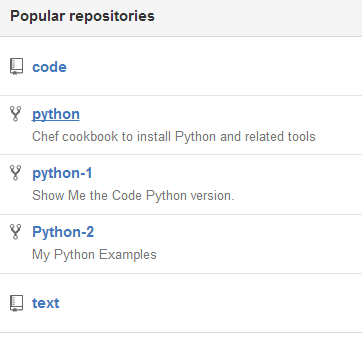 Popular repositories
code
python
Chef cookbook to install Python and related tools
python-1
Show Me the Code Python version.
Python-2
My Python Examples
text